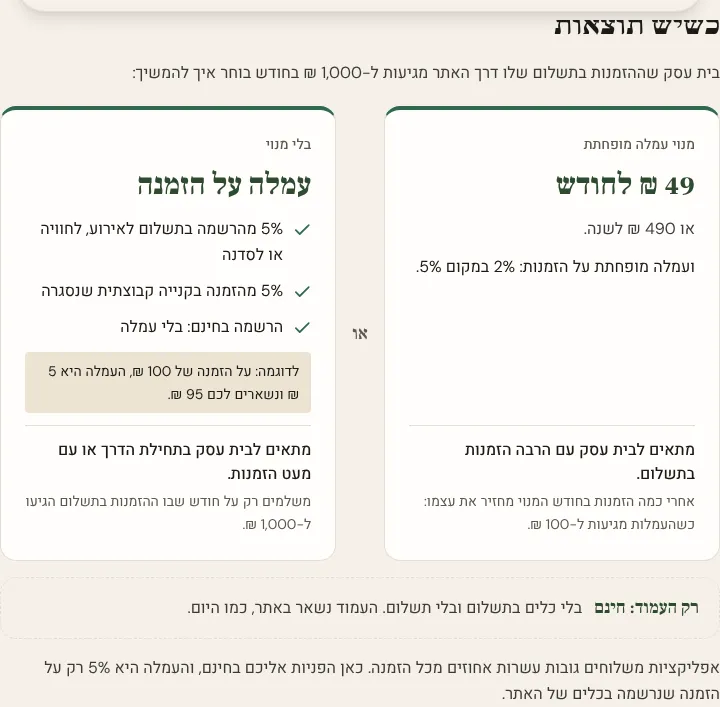 כשיש תוצאות
בית עסק שההזמנות בתשלום שלו דרך האתר מגיעות ל-1,000 ₪ בחודש בוחר איך להמשיך:
מנוי עמלה מופחתת
49 ₪ לחודש
או 490 ₪ לשנה.
ועמלה מופחתת על הזמנות: 2% במקום 5%.
מתאים לבית עסק עם הרבה הזמנות
בתשלום.
אחרי כמה הזמנות בחודש המנוי מחזיר את עצמו:
כשהעמלות מגיעות ל-100 ₪.
או
בלי מנוי
עמלה על הזמנה
5% מהרשמה בתשלום לאירוע, לחוויה
או לסדנה
5% מהזמנה בקנייה קבוצתית שנסגרה
הרשמה בחינם: בלי עמלה
לדוגמה: על הזמנה של 100 ₪, העמלה היא 5
₪ ונשארים לכם 95 ₪.
מתאים לבית עסק בתחילת הדרך או עם
מעט הזמנות.
משלמים רק על חודש שבו ההזמנות בתשלום הגיעו
ל-1,000 ₪.
רק העמוד: חינם בלי כלים בתשלום ובלי תשלום. העמוד נשאר באתר, כמו היום.
אפליקציות משלוחים גובות עשרות אחוזים מכל הזמנה. כאן הפניות אליכם בחינם, והעמלה היא 5% רק על
הזמנה שנרשמה בכלים של האתר.